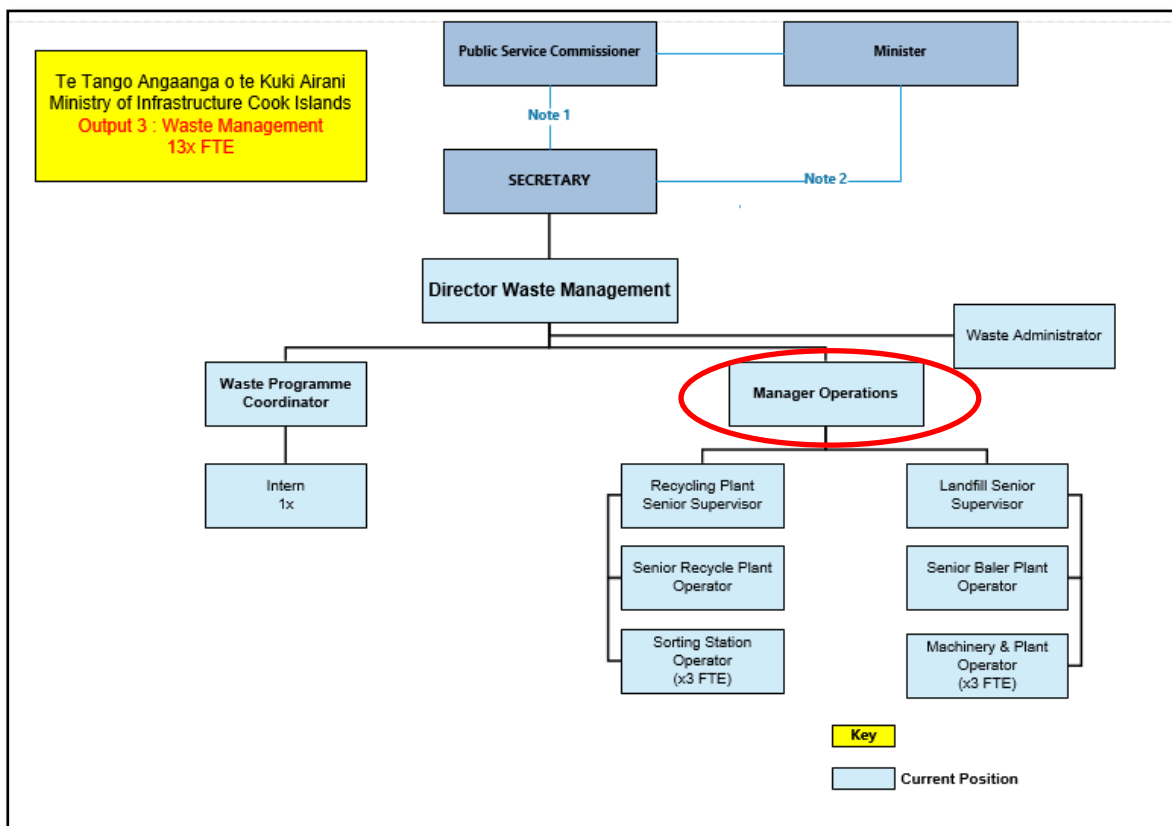 Public Service Commissioner
Minister
Te Tango Angaanga o te Kuki Airani
Ministry of Infrastructure Cook Islands
Output 3 : Waste Management
13x FTE
Note 1
SECRETARY
Note 2
Director Waste Management
Waste Administrator
Waste Programme
Coordinator
Manager Operations
Intern
1x
Recycling Plant
Senior Supervisor
Landfill Senior
Supervisor
Senior Recycle Plant
Operator
Senior Baler Plant
Operator
Sorting Station
Operator
(x3 FTE)
Machinery & Plant
Operator
(x3 FTE)
Key
Current Position